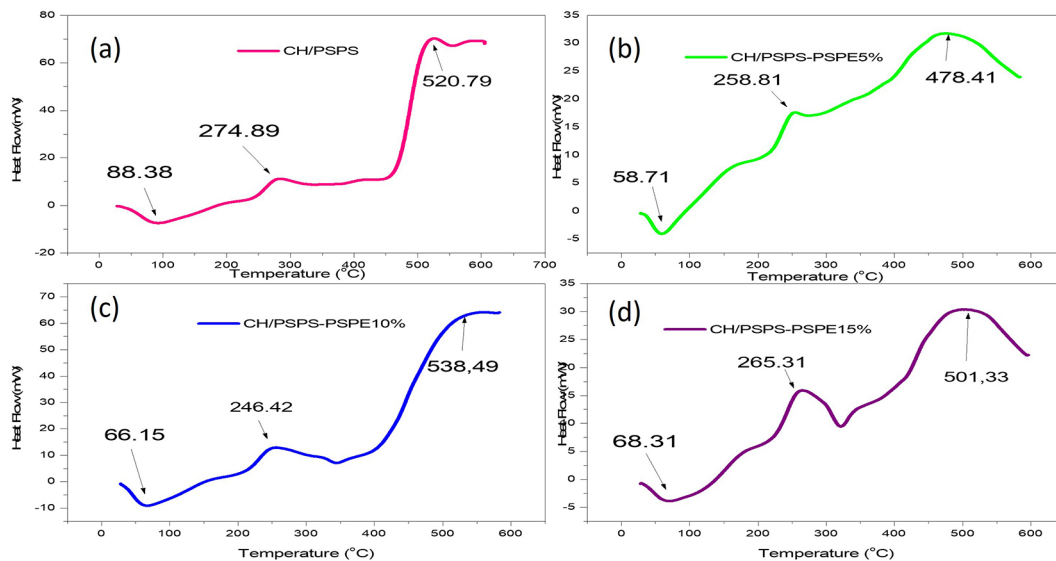 (a)
CH/PSPS
88.38
274.89
520.79
80
60
40
20
0
-20
0 100 200 300 400 500 600 700
Temperature (°C)
Heat Flow(mW)
(b)
CH/PSPS-PSPE5%
58.71
258.81
478.41
35
30
25
20
15
10
5
0
-5
0 100 200 300 400 500 600
Temperature (°C)
Heat Flow(mW)
(c)
CH/PSPS-PSPE10%
66.15
246.42
538,49
70
60
50
40
30
20
10
0
-10
0 100 200 300 400 500 600
Temperature (°C)
Heat Flow(mW)
(d)
CH/PSPS-PSPE15%
68.31
265.31
501,33
35
30
25
20
15
10
5
0
-5
0 100 200 300 400 500 600
Temperature (°C)
Heat Flow(mW)